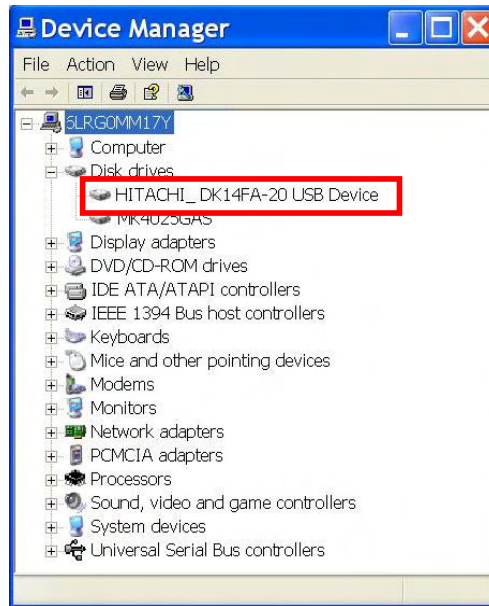 Device Manager
File Action View Help
6LRG0MM17Y
Computer
Disk drives
HITACHI_ DK14FA-20 USB Device
MK4025GAS
Display adapters
DVD/CD-ROM drives
IDE ATA/ATAPI controllers
IEEE 1394 Bus host controllers
Keyboards
Mice and other pointing devices
Modems
Monitors
Network adapters
PCMCIA adapters
Processors
Sound, video and game controllers
System devices
Universal Serial Bus controllers